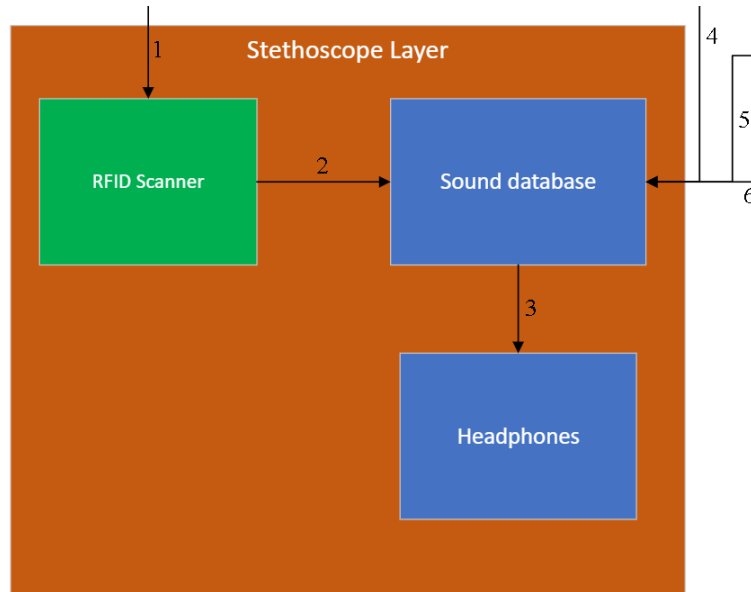 1
Stethoscope Layer
4
5
RFID Scanner
2
Sound database
6
3
Headphones